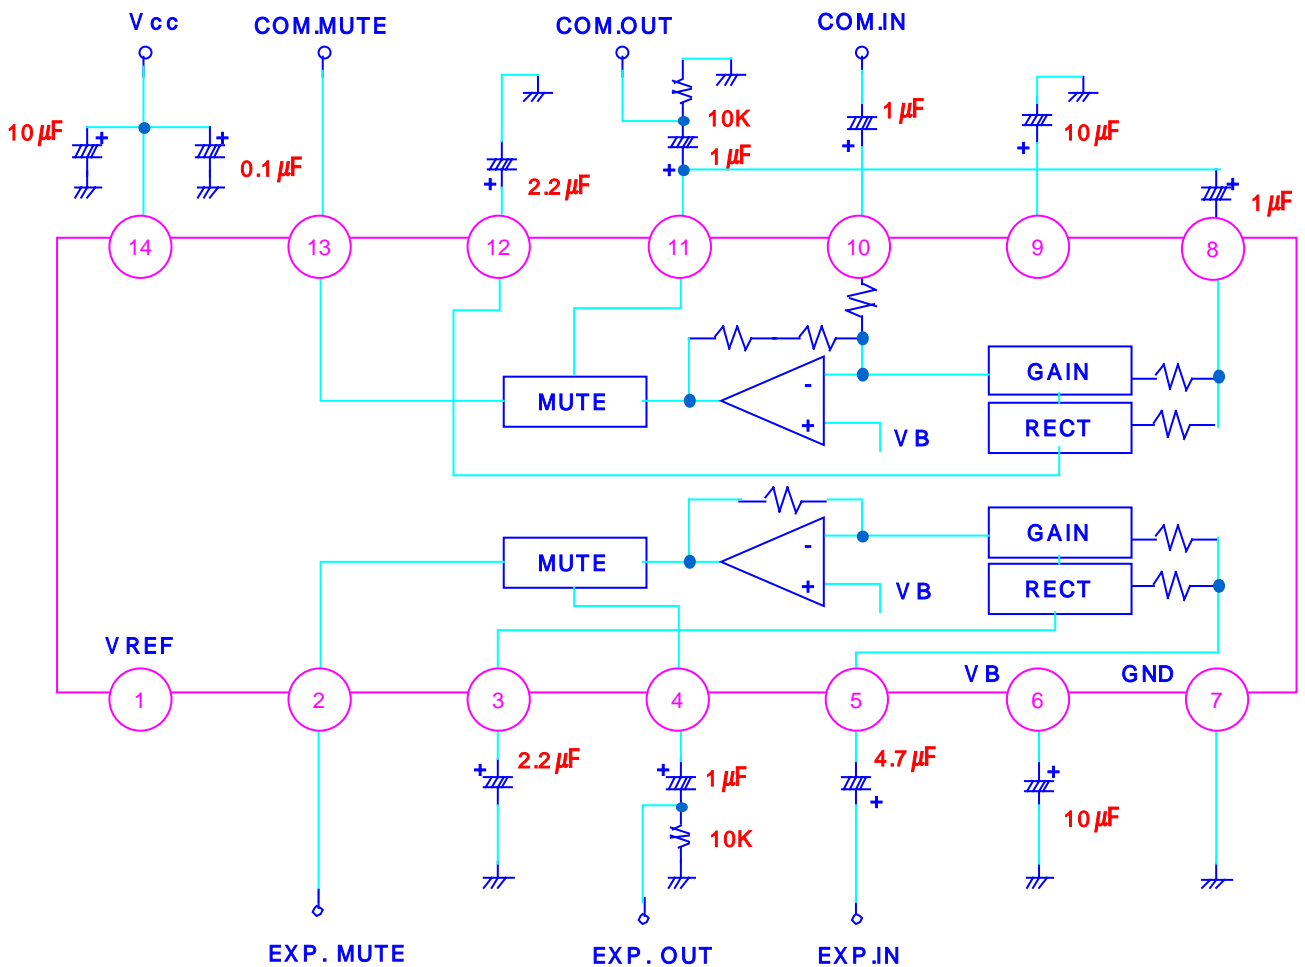 Vcc
COM.MUTE
COM.OUT
COM.IN
10 µF
0.1 µF
2.2 µF
10K
1 µF
1 µF
10 µF
1 µF
14
13
12
11
10
9
8
MUTE
-
+
VB
GAIN
RECT
MUTE
-
+
VB
GAIN
RECT
VREF
VB
GND
1
2
3
4
5
6
7
2.2 µF
1 µF
10K
4.7 µF
10 µF
EXP. MUTE
EXP. OUT
EXP.IN